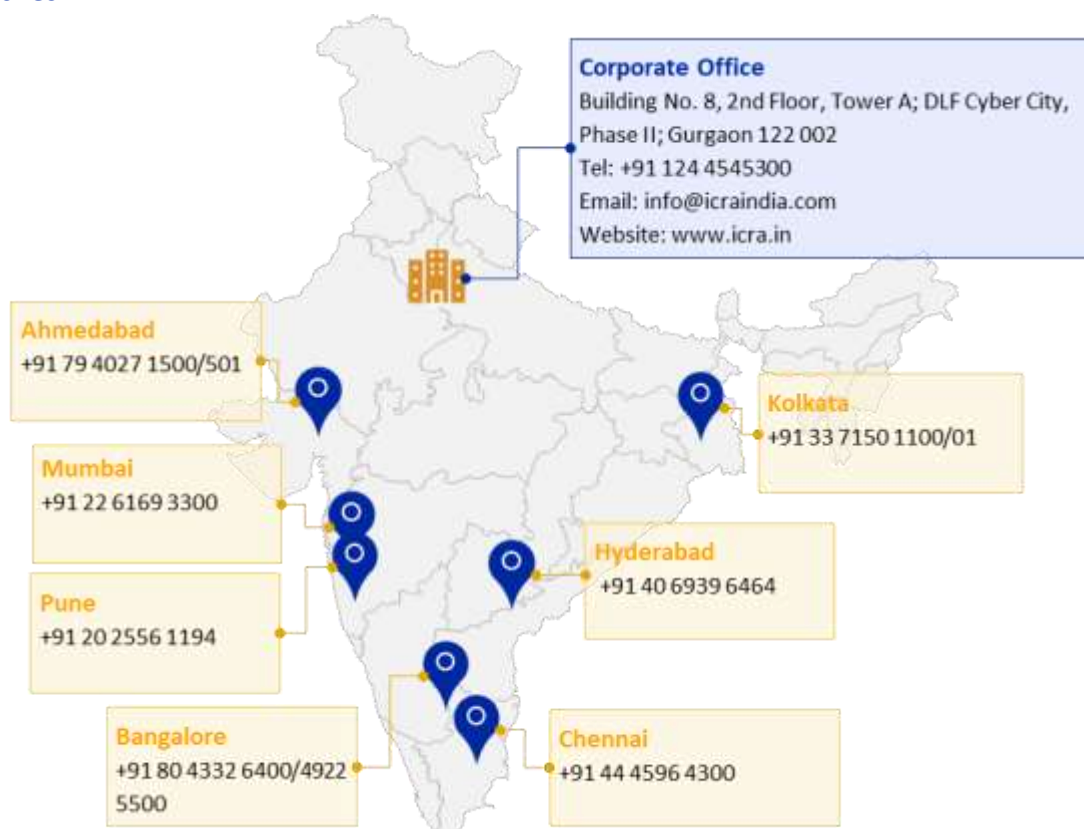 Corporate Office
Building No. 8, 2nd Floor, Tower A; DLF Cyber City,
Phase II; Gurgaon 122 002
Tel: +91 124 4545300
Email: info@icraindia.com
Website: www.icra.in
Ahmedabad
+91 79 4027 1500/501
Kolkata
+91 33 7150 1100/01
Mumbai
+91 22 6169 3300
Hyderabad
+91 40 6939 6464
Pune
+91 20 2556 1194
Bangalore
+91 80 4332 6400/4922
5500
Chennai
+91 44 4596 4300